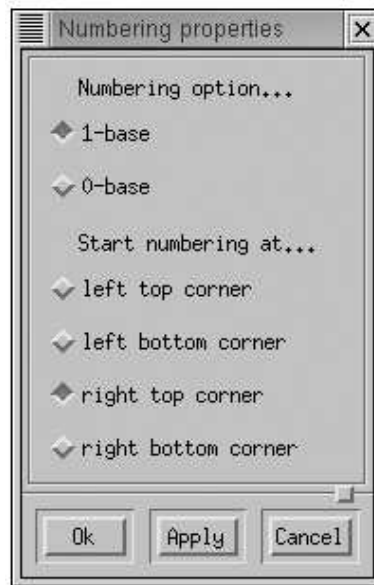 Numbering properties
Numbering option...
1-base
0-base
Start numbering at...
left top corner
left bottom corner
right top corner
right bottom corner
Ok Apply Cancel